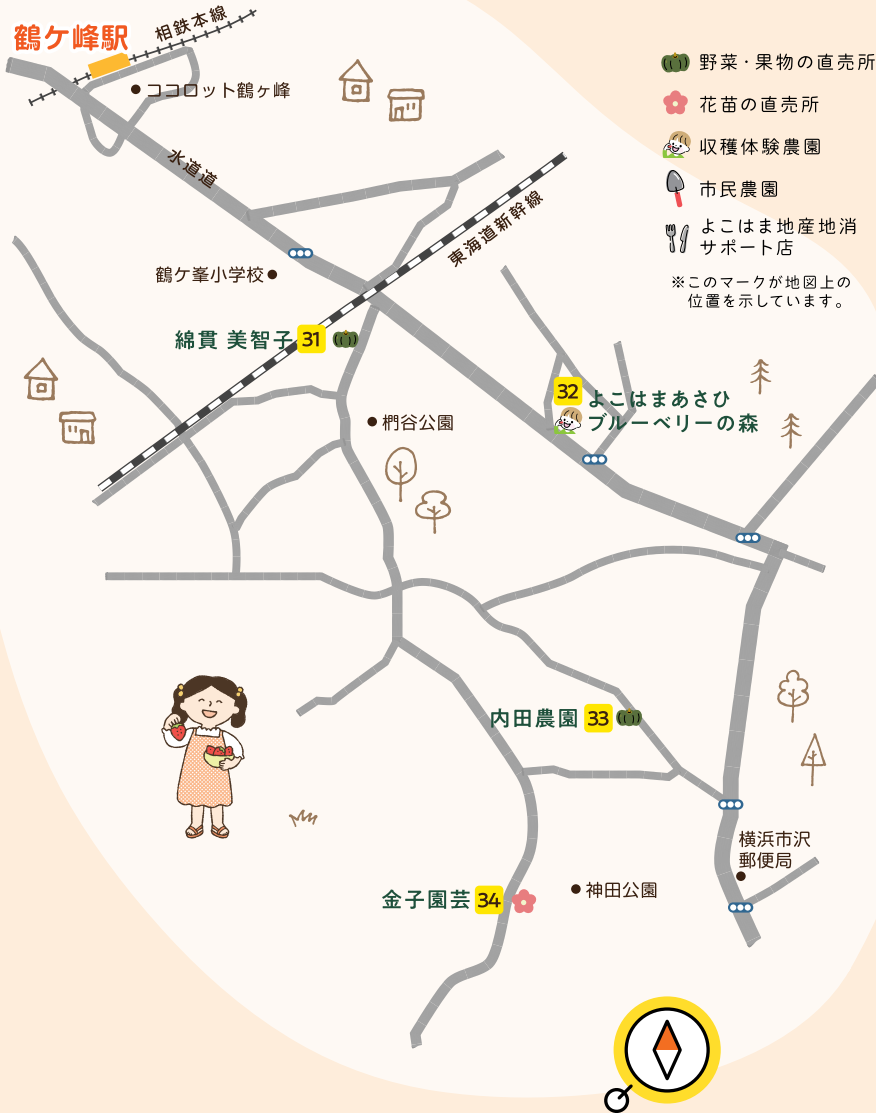 鶴ケ峰駅
相鉄本線
ココロット鶴ヶ峰
水道道
野菜・果物の直売所
花苗の直売所
収穫体験農園
市民農園
よこはま地産地消
サポート店
※このマークが地図上の
位置を示しています。
東海道新幹線
鶴ケ峯小学校
綿貫 美智子 31
32
よこはまあさひ
ブルーベリーの森
椚谷公園
内田農園 33
横浜市沢
郵便局
金子園芸 34
神田公園